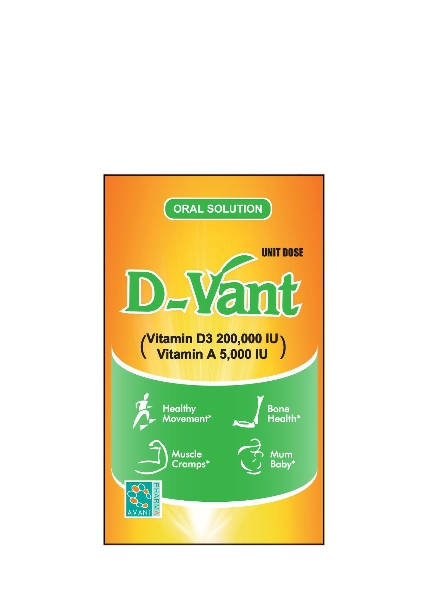 ORAL SOLUTION
UNIT DOSE
D-Vant
(Vitamin D3 200,000 IU
Vitamin A 5,000 IU)
Healthy
Movement*
Bone
Health*
Muscle
Cramps*
Mum
Baby*
AVANT
PHARMA